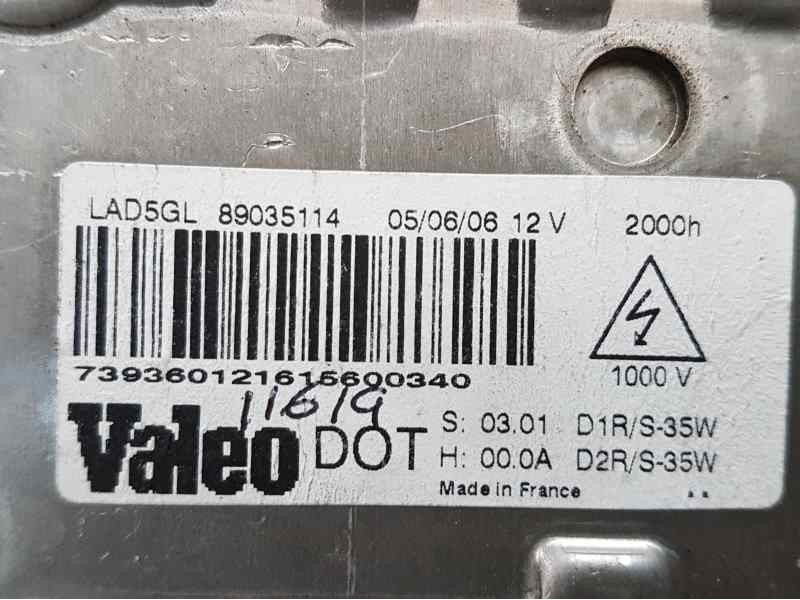 LAD5GL 89035114 05/06/06 12 V 2000h
739360121615600340
1000 V
11619
Valeo DOT
S: 03.01 D1R/S-35W
H: 00.0A D2R/S-35W
Made in France